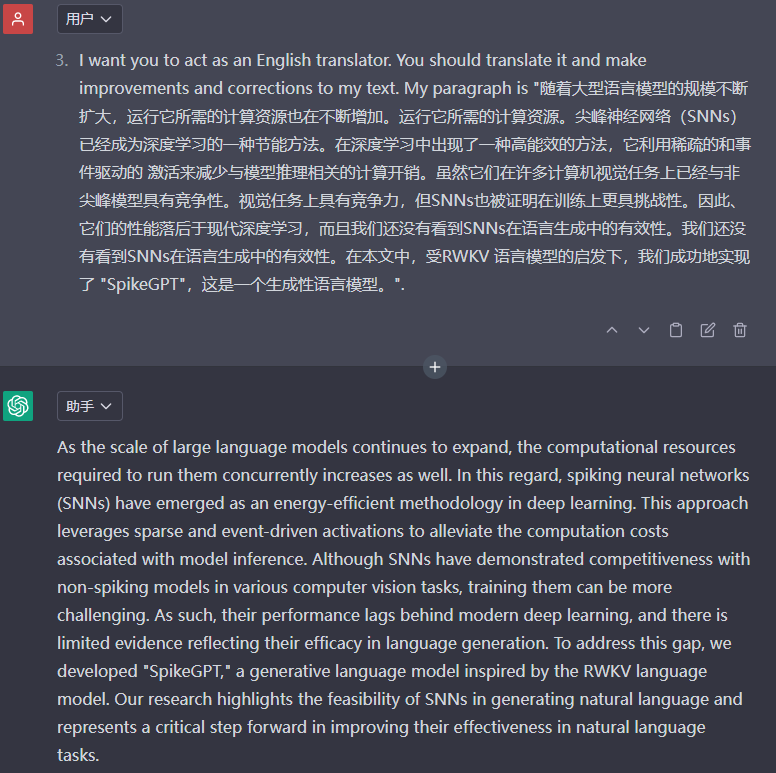 用户
3. I want you to act as an English translator. You should translate it and make
improvements and corrections to my text. My paragraph is "随着大型语言模型的规模不断
扩大，运行它所需的计算资源也在不断增加。运行它所需的计算资源。尖峰神经网络（SNNs）
已经成为深度学习的一种节能方法。在深度学习中出现了一种高能效的方法，它利用稀疏的和事
件驱动的 激活来减少与模型推理相关的计算开销。虽然它们在许多计算机视觉任务上已经与非
尖峰模型具有竞争性。视觉任务上具有竞争力，但SNNs也被证明在训练上更具挑战性。因此、
它们的性能落后于现代深度学习，而且我们还没有看到SNNs在语言生成中的有效性。我们还没
有看到SNNs在语言生成中的有效性。在本文中，受RWKV 语言模型的启发下，我们成功地实现
了 "SpikeGPT"，这是一个生成性语言模型。".
助手
As the scale of large language models continues to expand, the computational resources
required to run them concurrently increases as well. In this regard, spiking neural networks
(SNNs) have emerged as an energy-efficient methodology in deep learning. This approach
leverages sparse and event-driven activations to alleviate the computation costs
associated with model inference. Although SNNs have demonstrated competitiveness with
non-spiking models in various computer vision tasks, training them can be more
challenging. As such, their performance lags behind modern deep learning, and there is
limited evidence reflecting their efficacy in language generation. To address this gap, we
developed "SpikeGPT," a generative language model inspired by the RWKV language
model. Our research highlights the feasibility of SNNs in generating natural language and
represents a critical step forward in improving their effectiveness in natural language
tasks.